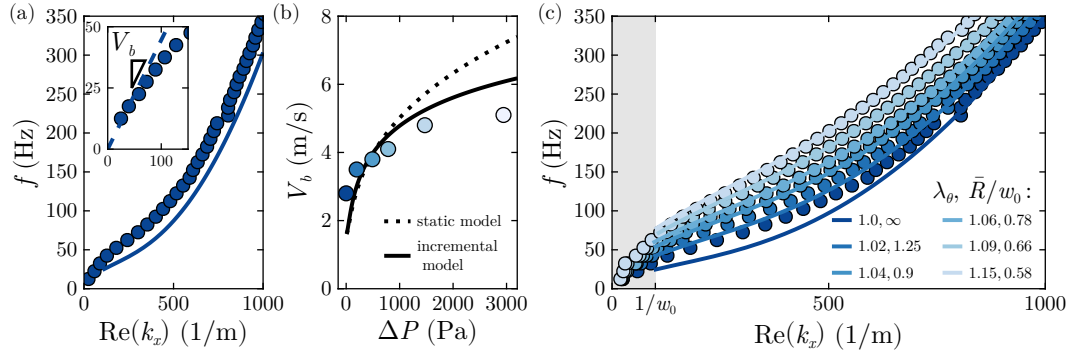 (a)
350
300
250
200
150
100
50
0
f (Hz)
50
25
0
0
100
V_b
0
500
1000
Re(k_x) (1/m)
(b)
8
6
4
2
V_b (m/s)
static model
incremental
model
0
1000
2000
3000
ΔP (Pa)
(c)
350
300
250
200
150
100
50
0
f (Hz)
λ_θ, R̄/w_0 :
1.0, ∞
1.02, 1.25
1.04, 0.9
1.06, 0.78
1.09, 0.66
1.15, 0.58
0
1/w_0
500
1000
Re(k_x) (1/m)